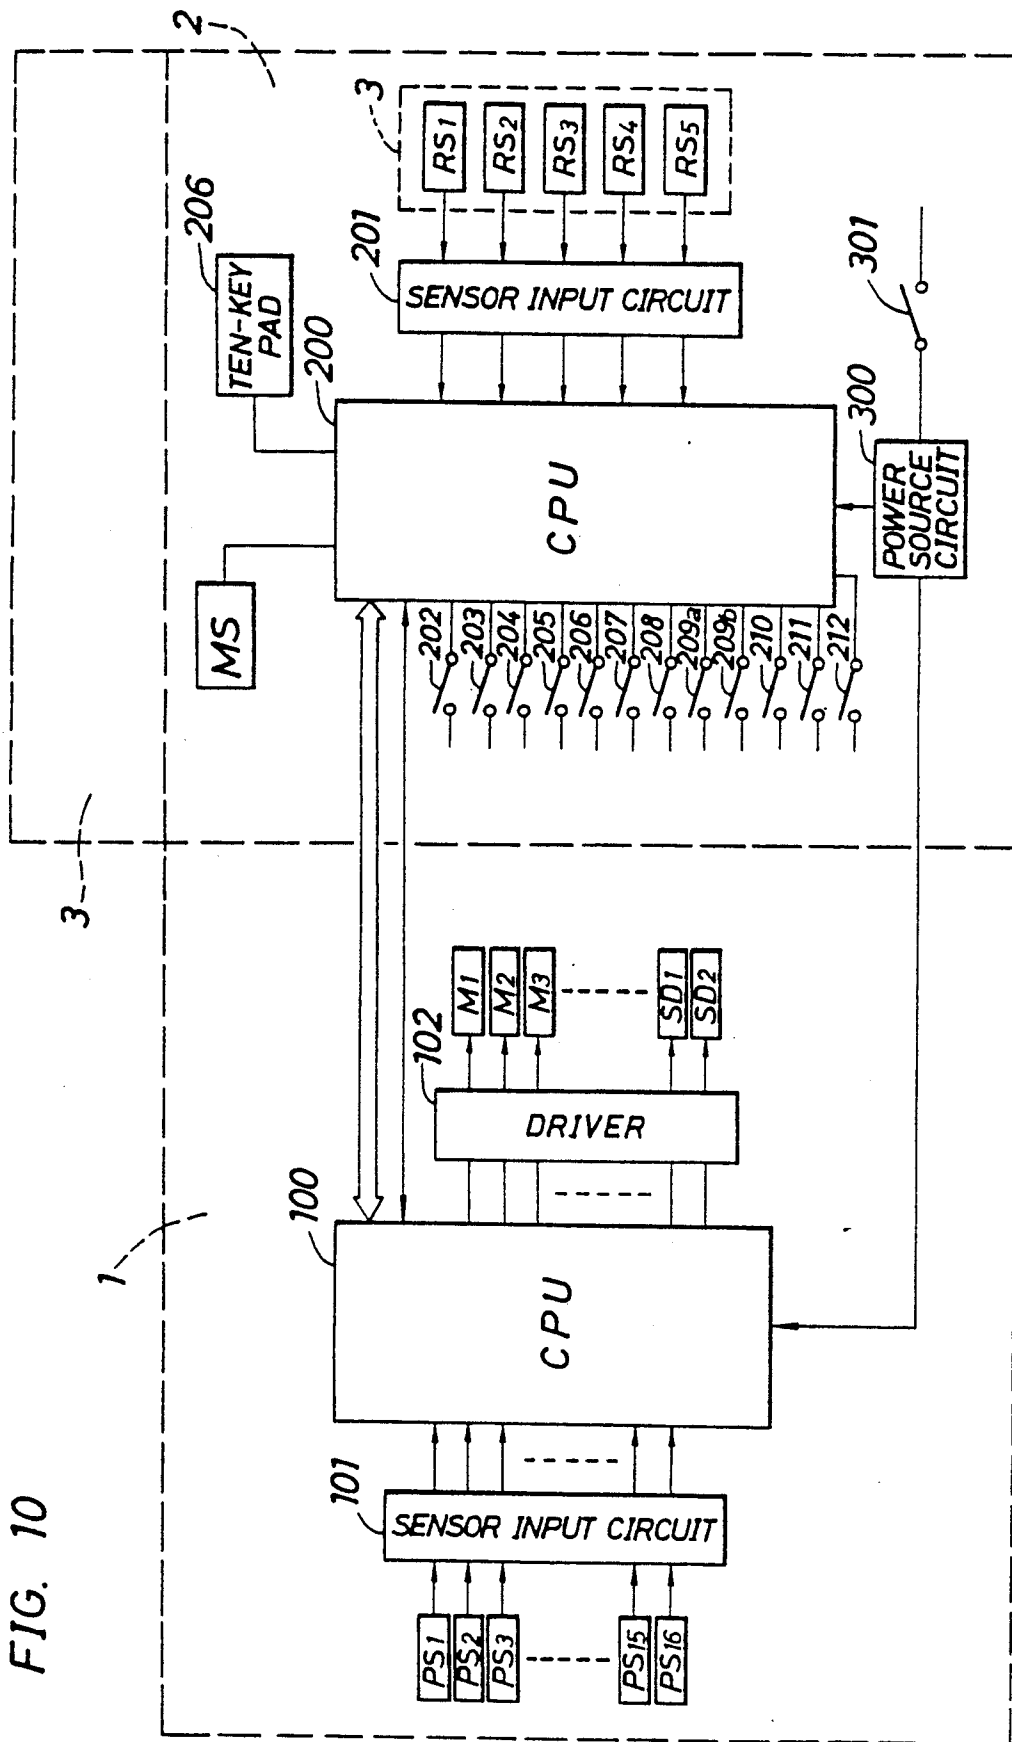 FIG. 10
1
3
2
PS1
PS2
PS3
PS15
PS16
101
SENSOR INPUT CIRCUIT
100
CPU
102
DRIVER
M1
M2
M3
SD1
SD2
MS
TEN-KEY
PAD
206
200
CPU
202
203
204
205
206
207
208
209a
209b
210
211
212
201
SENSOR INPUT CIRCUIT
3
RS1
RS2
RS3
RS4
RS5
300
POWER
SOURCE
CIRCUIT
301